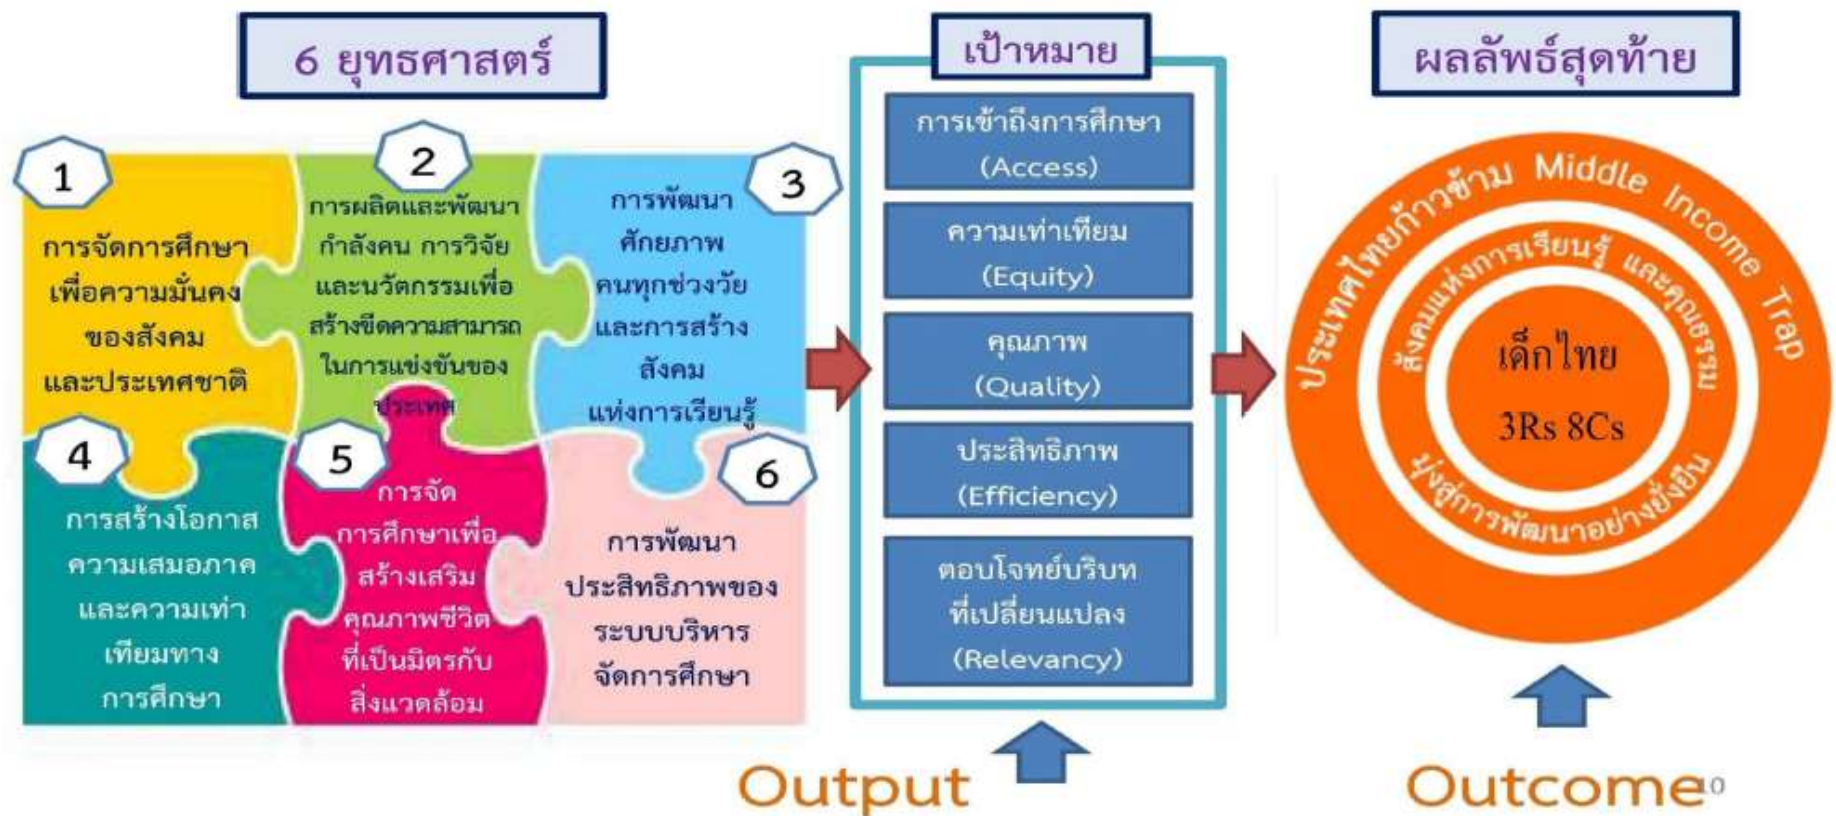 6 ยุทธศาสตร์
1
การจัดการศึกษา
เพื่อความมั่นคง
ของสังคม
และประเทศชาติ
2
การผลิตและพัฒนา
กำลังคน การวิจัย
และนวัตกรรมเพื่อ
สร้างขีดความสามารถ
ในการแข่งขันของ
ประเทศ
3
การพัฒนา
ศักยภาพ
คนทุกช่วงวัย
และการสร้าง
สังคม
แห่งการเรียนรู้
4
การสร้างโอกาส
ความเสมอภาค
และความเท่า
เทียมทาง
การศึกษา
5
การจัด
การศึกษาเพื่อ
สร้างเสริม
คุณภาพชีวิต
ที่เป็นมิตรกับ
สิ่งแวดล้อม
6
การพัฒนา
ประสิทธิภาพของ
ระบบบริหาร
จัดการศึกษา
เป้าหมาย
การเข้าถึงการศึกษา
(Access)
ความเท่าเทียม
(Equity)
คุณภาพ
(Quality)
ประสิทธิภาพ
(Efficiency)
ตอบโจทย์บริบท
ที่เปลี่ยนแปลง
(Relevancy)
Output
ผลลัพธ์สุดท้าย
ประเทศไทยก้าวข้าม Middle Income Trap
สังคมแห่งการเรียนรู้ และคุณธรรม
เด็กไทย
3Rs 8Cs
มุ่งสู่การพัฒนาอย่างยั่งยืน
Outcome
10